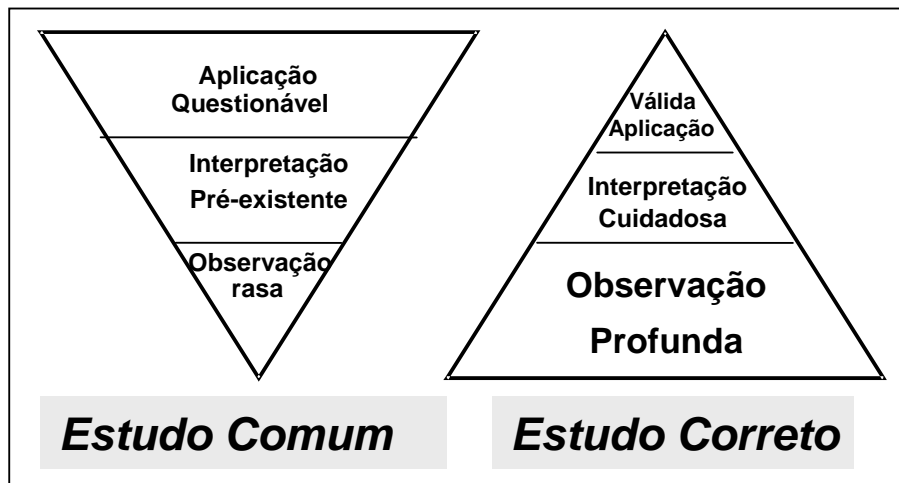 Aplicação
Questionável
Interpretação
Pré-existente
Observação
rasa
Estudo Comum
Válida
Aplicação
Interpretação
Cuidadosa
Observação
Profunda
Estudo Correto